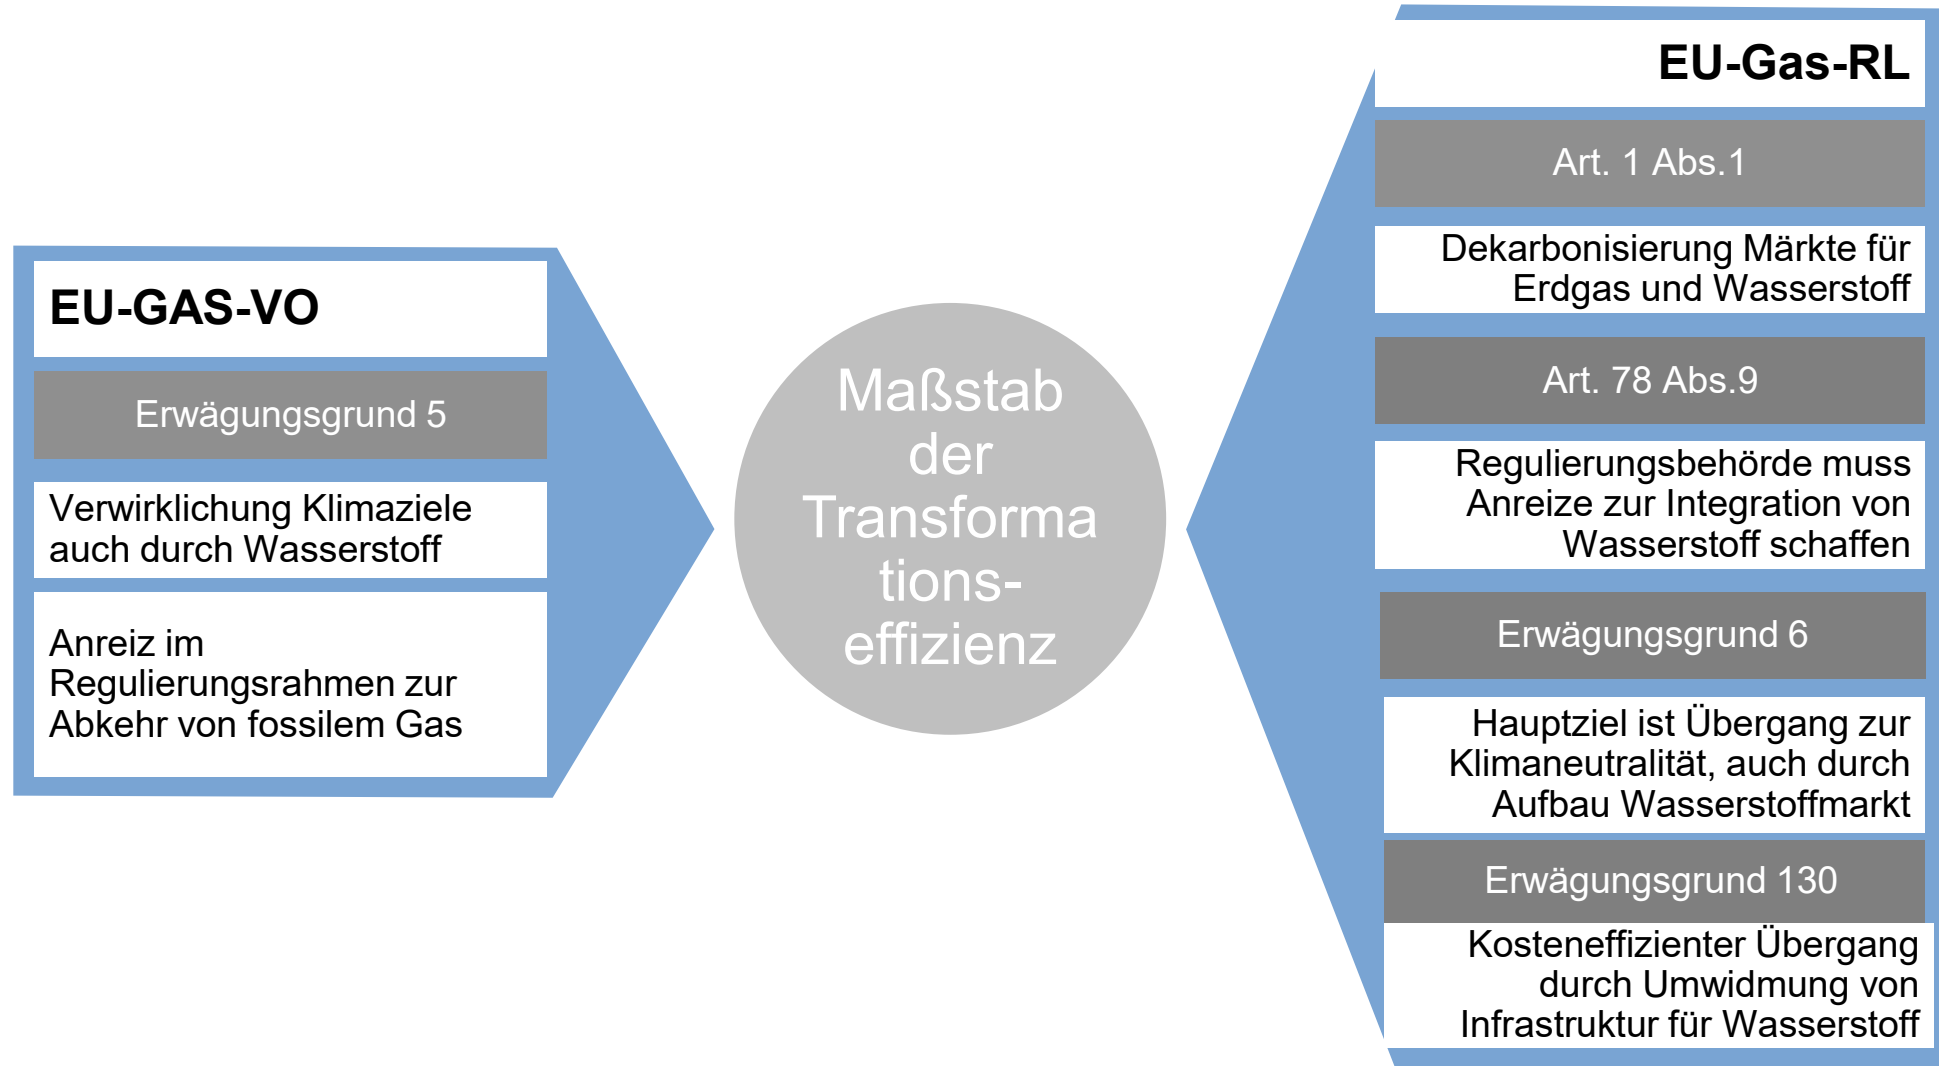 EU-GAS-VO
Erwägungsgrund 5
Verwirklichung Klimaziele
auch durch Wasserstoff
Anreiz im
Regulierungsrahmen zur
Abkehr von fossilem Gas
Maßstab
der
Transforma
tions-
effizienz
EU-Gas-RL
Art. 1 Abs.1
Dekarbonisierung Märkte für
Erdgas und Wasserstoff
Art. 78 Abs.9
Regulierungsbehörde muss
Anreize zur Integration von
Wasserstoff schaffen
Erwägungsgrund 6
Hauptziel ist Übergang zur
Klimaneutralität, auch durch
Aufbau Wasserstoffmarkt
Erwägungsgrund 130
Kosteneffizienter Übergang
durch Umwidmung von
Infrastruktur für Wasserstoff